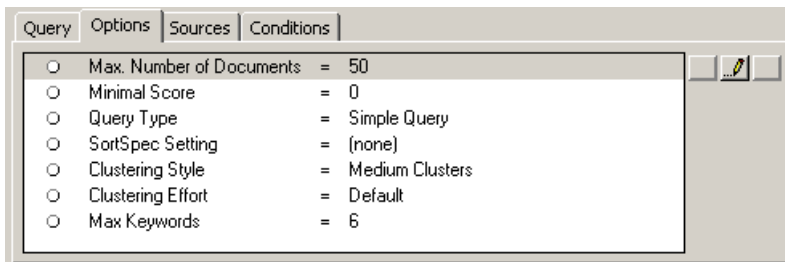 Query Options Sources Conditions
Max. Number of Documents = 50
Minimal Score = 0
Query Type = Simple Query
SortSpec Setting = (none)
Clustering Style = Medium Clusters
Clustering Effort = Default
Max Keywords = 6